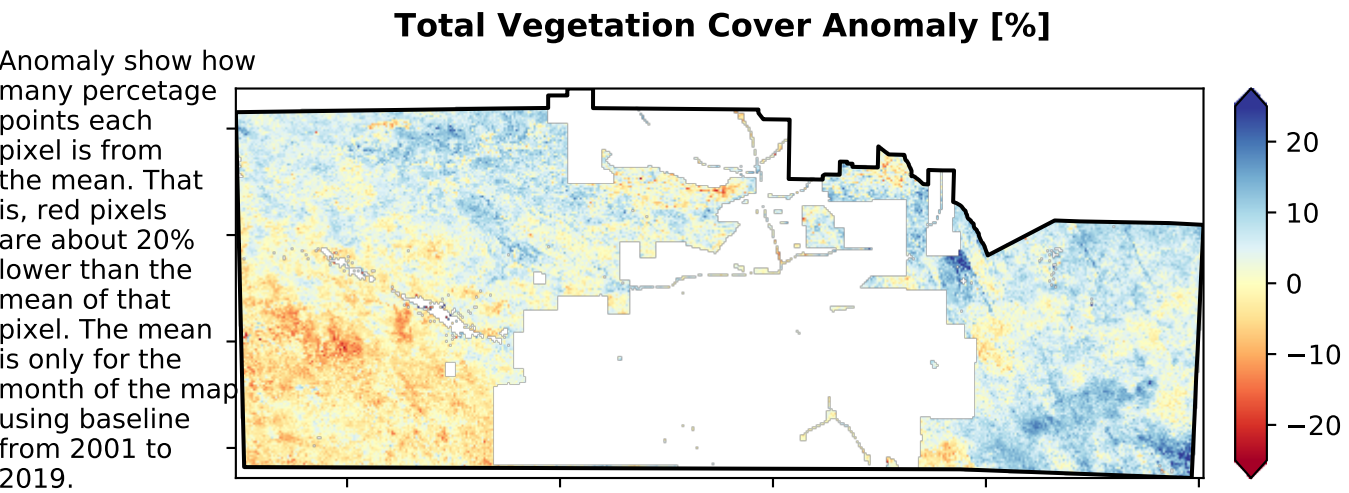 Total Vegetation Cover Anomaly [%]
Anomaly show how
many percetage
points each
pixel is from
the mean. That
is, red pixels
are about 20%
lower than the
mean of that
pixel. The mean
is only for the
month of the map
using baseline
from 2001 to
2019.
20
10
0
−10
−20